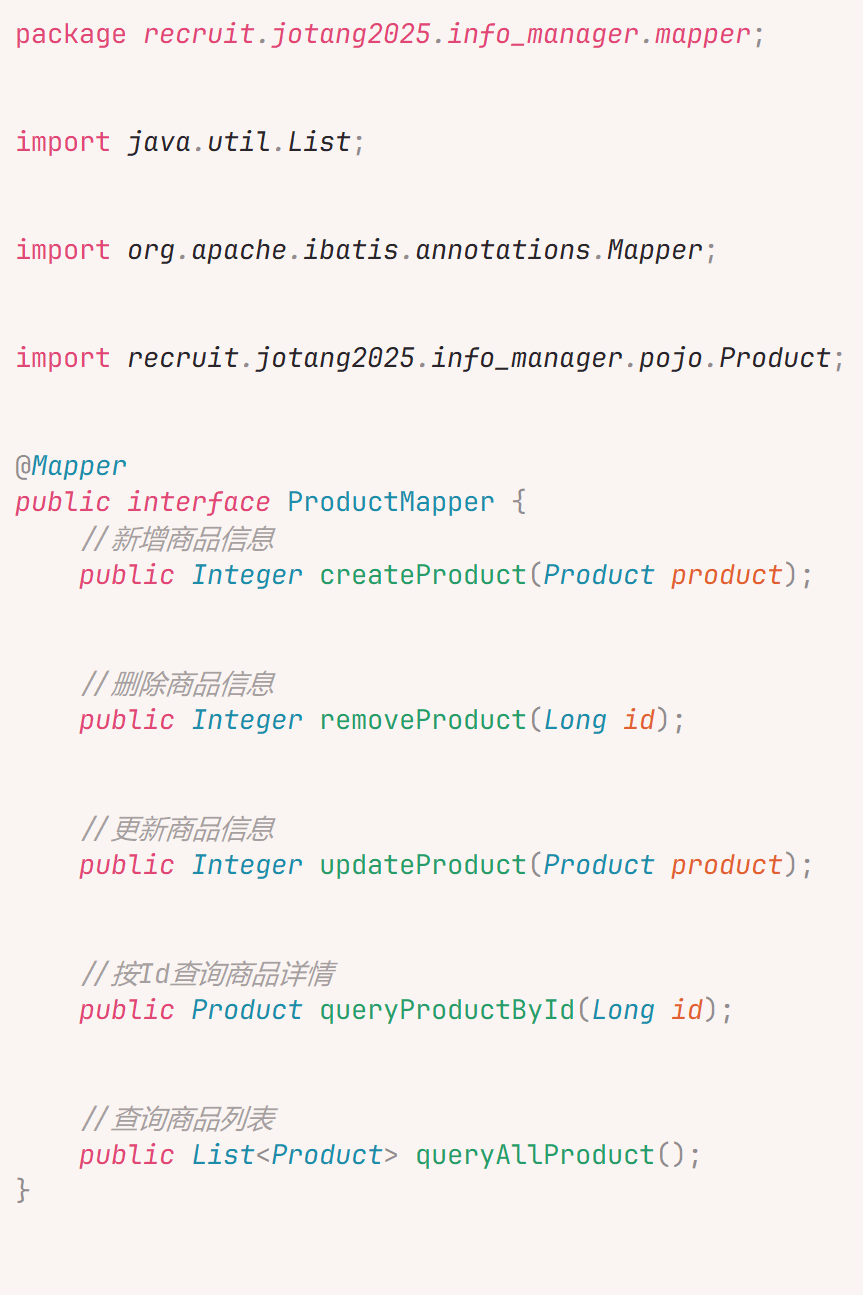 package recruit.jotang2025.info_manager.mapper;
import java.util.List;
import org.apache.ibatis.annotations.Mapper;
import recruit.jotang2025.info_manager.pojo.Product;
@Mapper
public interface ProductMapper {
//新增商品信息
public Integer createProduct(Product product);
//删除商品信息
public Integer removeProduct(Long id);
//更新商品信息
public Integer updateProduct(Product product);
//按Id查询商品详情
public Product queryProductById(Long id);
//查询商品列表
public List<Product> queryAllProduct();
}